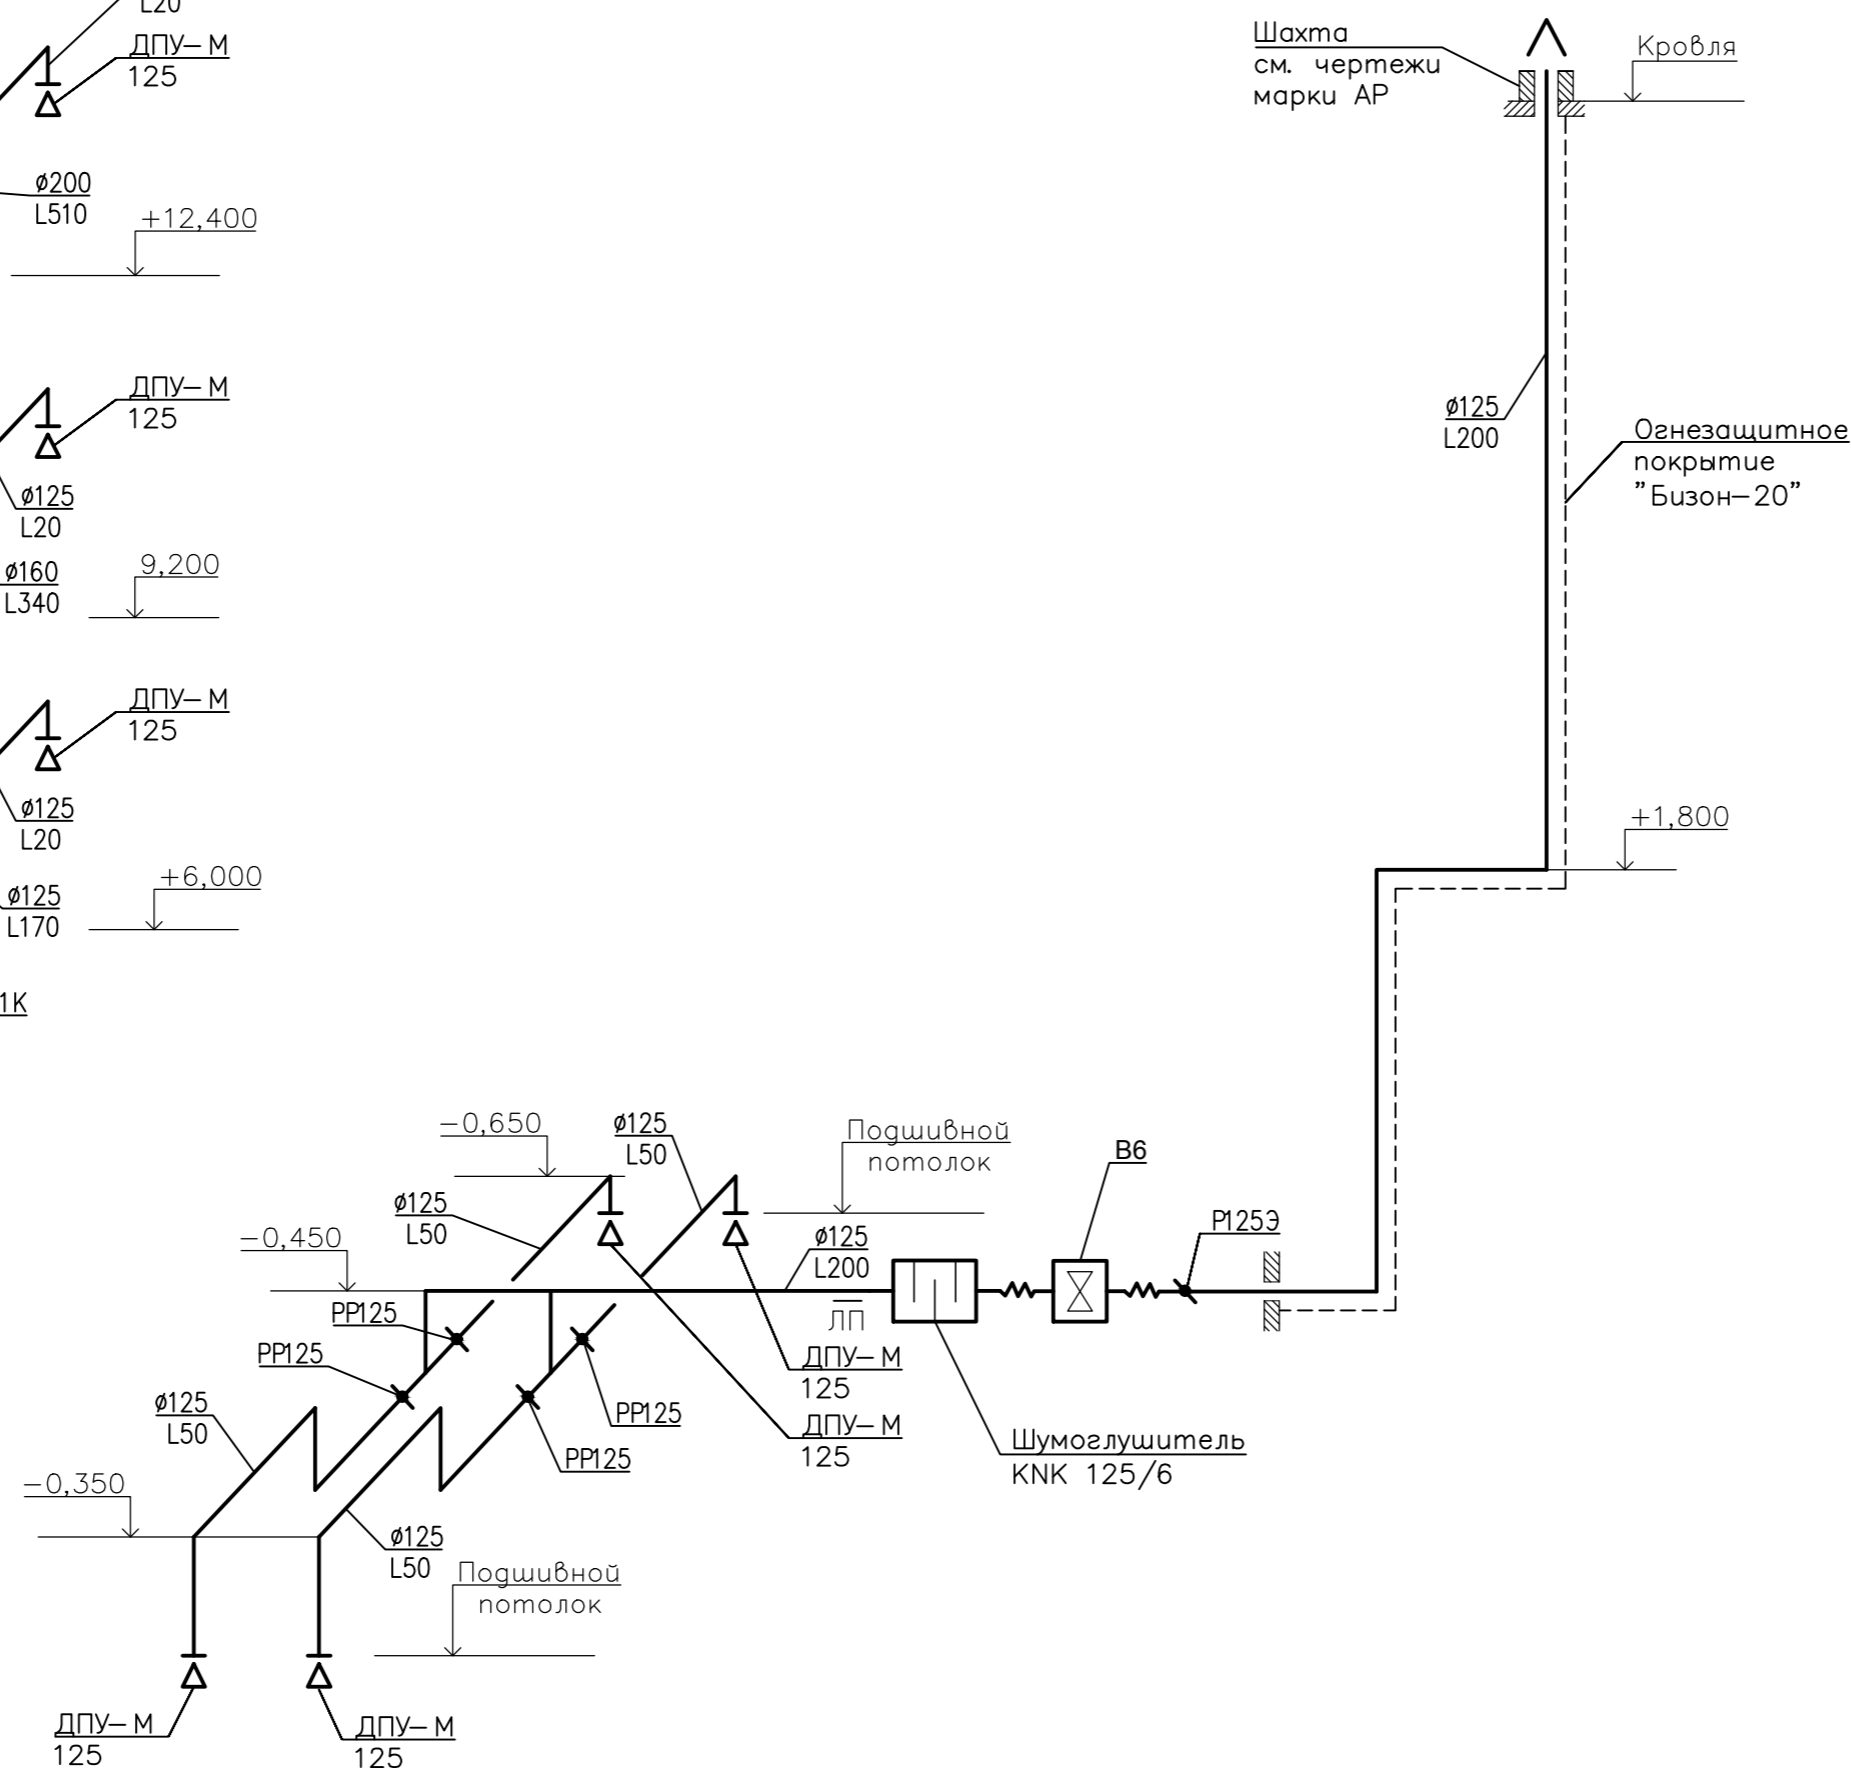 L20
ДПУ-М
125
Шахта
см. чертежи
марки АР
Кровля
ø200
L510
+12,400
ДПУ-М
125
ø125
L200
Огнезащитное
покрытие
"Бизон-20"
ø125
L20
ø160
L340
9,200
ДПУ-М
125
ø125
L20
+1,800
+6,000
ø125
L170
1К
-0,650
ø125
L50
Подшивной
потолок
В6
ø125
L50
Р125Э
-0,450
ø125
L200
РР125
ЛП
РР125
ДПУ-М
125
ø125
L50
РР125
ДПУ-М
125
РР125
Шумоглушитель
KNK 125/6
-0,350
ø125
L50
Подшивной
потолок
ДПУ-М
125
ДПУ-М
125